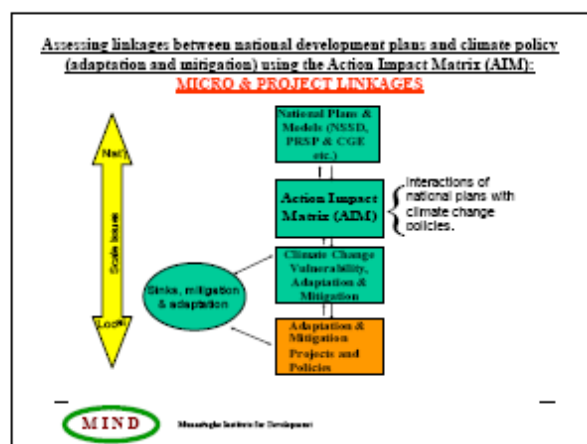 Assessing linkages between national development plans and climate policy
(adaptation and mitigation) using the Action Impact Matrix (AIM):
MICRO & PROJECT LINKAGES
National Plans &
Models (NSSD,
PRSP & CGE
etc.)
Nat'l
Action Impact
Matrix (AIM)
Interactions of
national plans with
climate change
policies.
Climate Change
Vulnerability,
Adaptation &
Mitigation
Sinks, mitigation
& adaptation
Local
Adaptation &
Mitigation
Projects and
Policies
MIND
Munasinghe Institute for Development